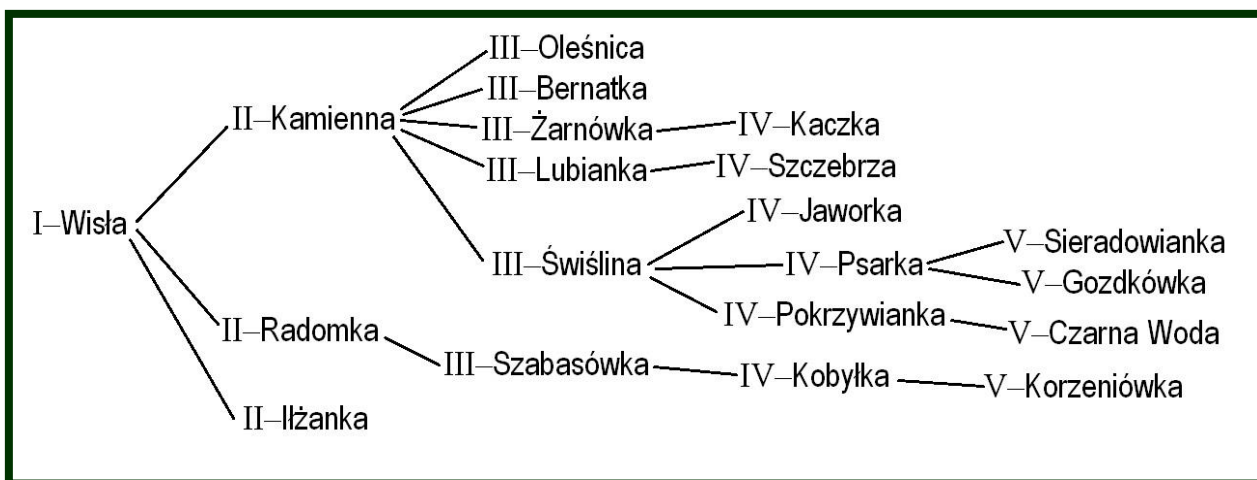 III–Oleśnica
III–Bernatka
II–Kamienna
III–Żarnówka
IV–Kaczka
III–Lubianka
IV–Szczebrza
I–Wisła
IV–Jaworka
III–Świślina
IV–Psarka
V–Sieradowianka
V–Gozdkówka
IV–Pokrzywianka
V–Czarna Woda
II–Radomka
III–Szabasówka
IV–Kobyłka
V–Korzeniówka
II–Iłżanka